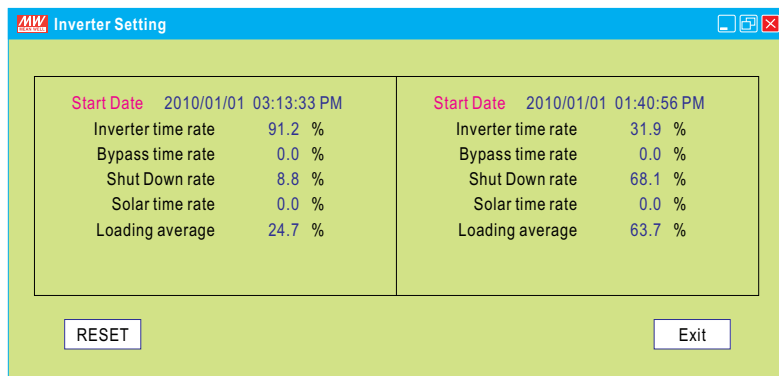 MW
MEAN WELL
Inverter Setting
Start Date 2010/01/01 03:13:33 PM
Inverter time rate 91.2 %
Bypass time rate 0.0 %
Shut Down rate 8.8 %
Solar time rate 0.0 %
Loading average 24.7 %
Start Date 2010/01/01 01:40:56 PM
Inverter time rate 31.9 %
Bypass time rate 0.0 %
Shut Down rate 68.1 %
Solar time rate 0.0 %
Loading average 63.7 %
RESET
Exit